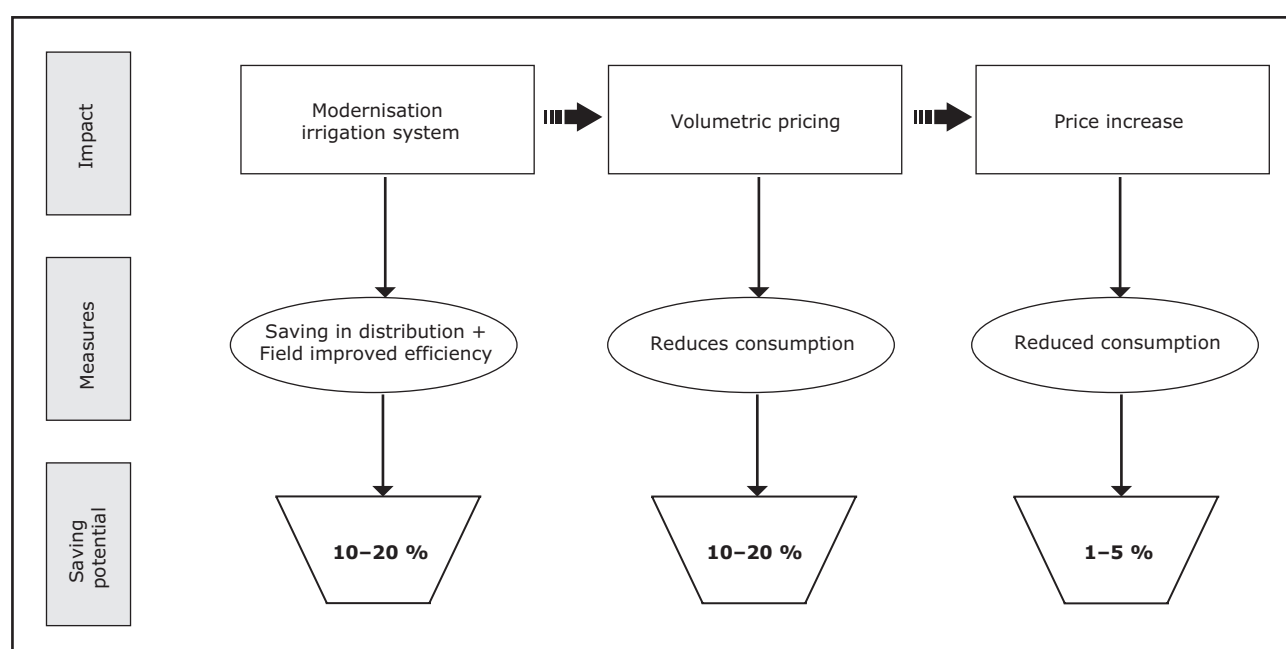 Impact
Modernisation
irrigation system
Volumetric pricing
Price increase
Measures
Saving in distribution +
Field improved efficiency
Reduces consumption
Reduced consumption
Saving
potential
10–20 %
10–20 %
1–5 %